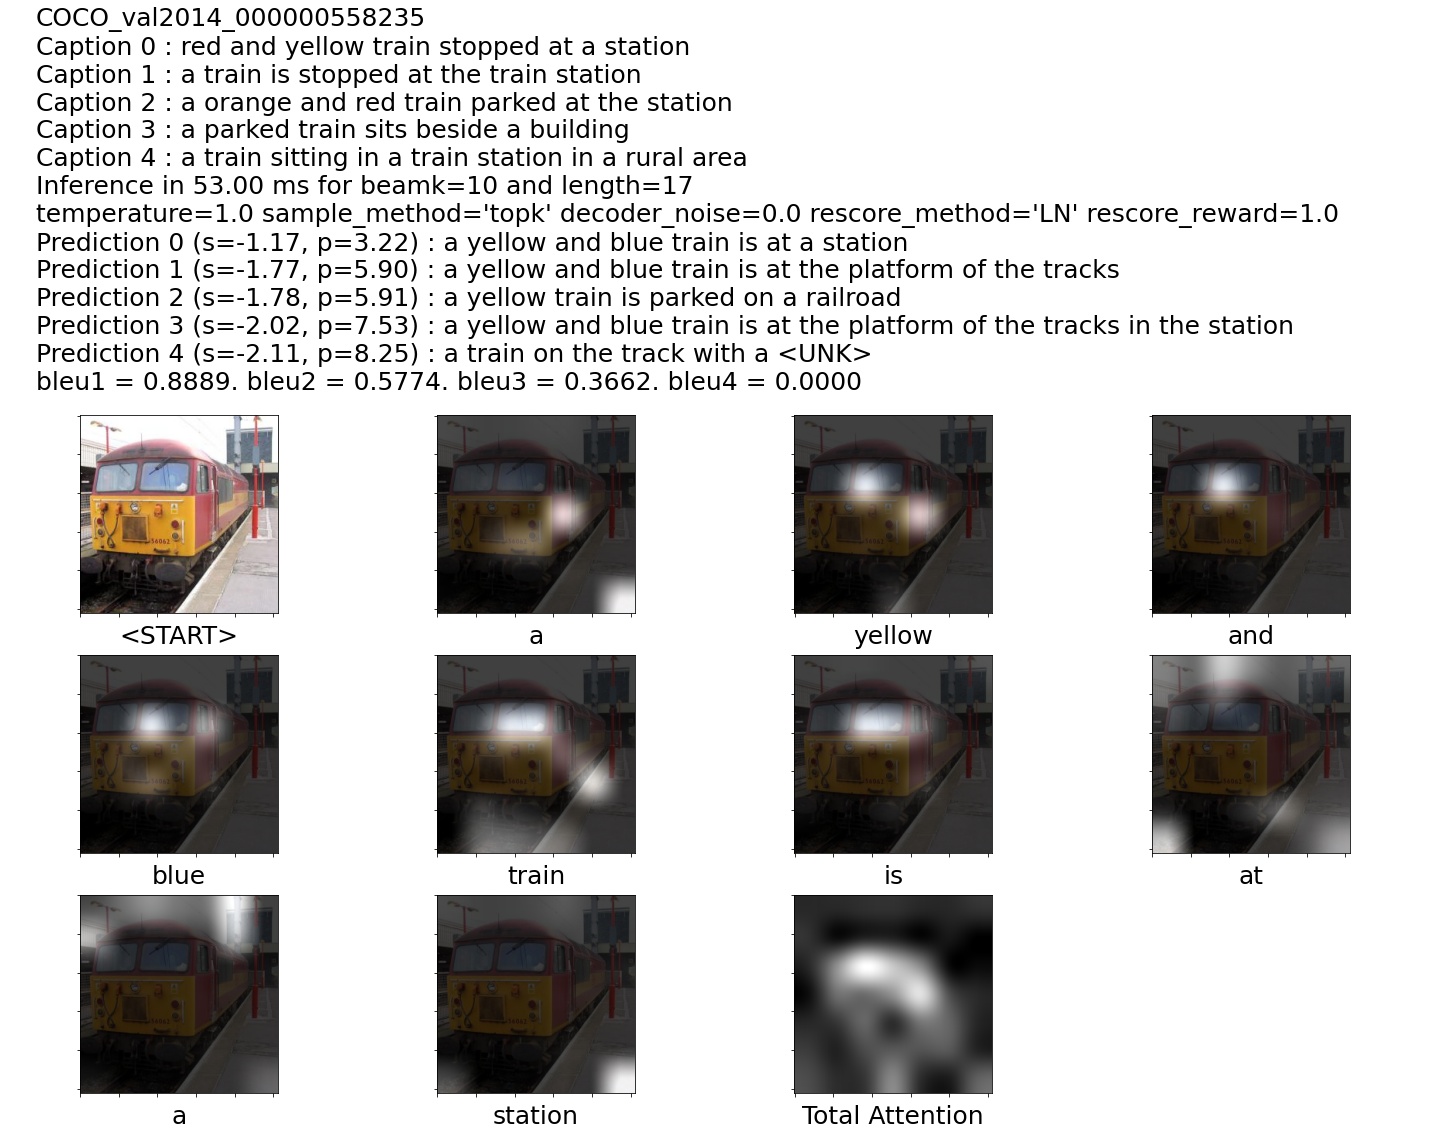 COCO_val2014_000000558235
Caption 0 : red and yellow train stopped at a station
Caption 1 : a train is stopped at the train station
Caption 2 : a orange and red train parked at the station
Caption 3 : a parked train sits beside a building
Caption 4 : a train sitting in a train station in a rural area
Inference in 53.00 ms for beamk=10 and length=17
temperature=1.0 sample_method='topk' decoder_noise=0.0 rescore_method='LN' rescore_reward=1.0
Prediction 0 (s=-1.17, p=3.22) : a yellow and blue train is at a station
Prediction 1 (s=-1.77, p=5.90) : a yellow and blue train is at the platform of the tracks
Prediction 2 (s=-1.78, p=5.91) : a yellow train is parked on a railroad
Prediction 3 (s=-2.02, p=7.53) : a yellow and blue train is at the platform of the tracks in the station
Prediction 4 (s=-2.11, p=8.25) : a train on the track with a <UNK>
bleu1 = 0.8889. bleu2 = 0.5774. bleu3 = 0.3662. bleu4 = 0.0000
<START>
a
yellow
and
blue
train
is
at
a
station
Total Attention